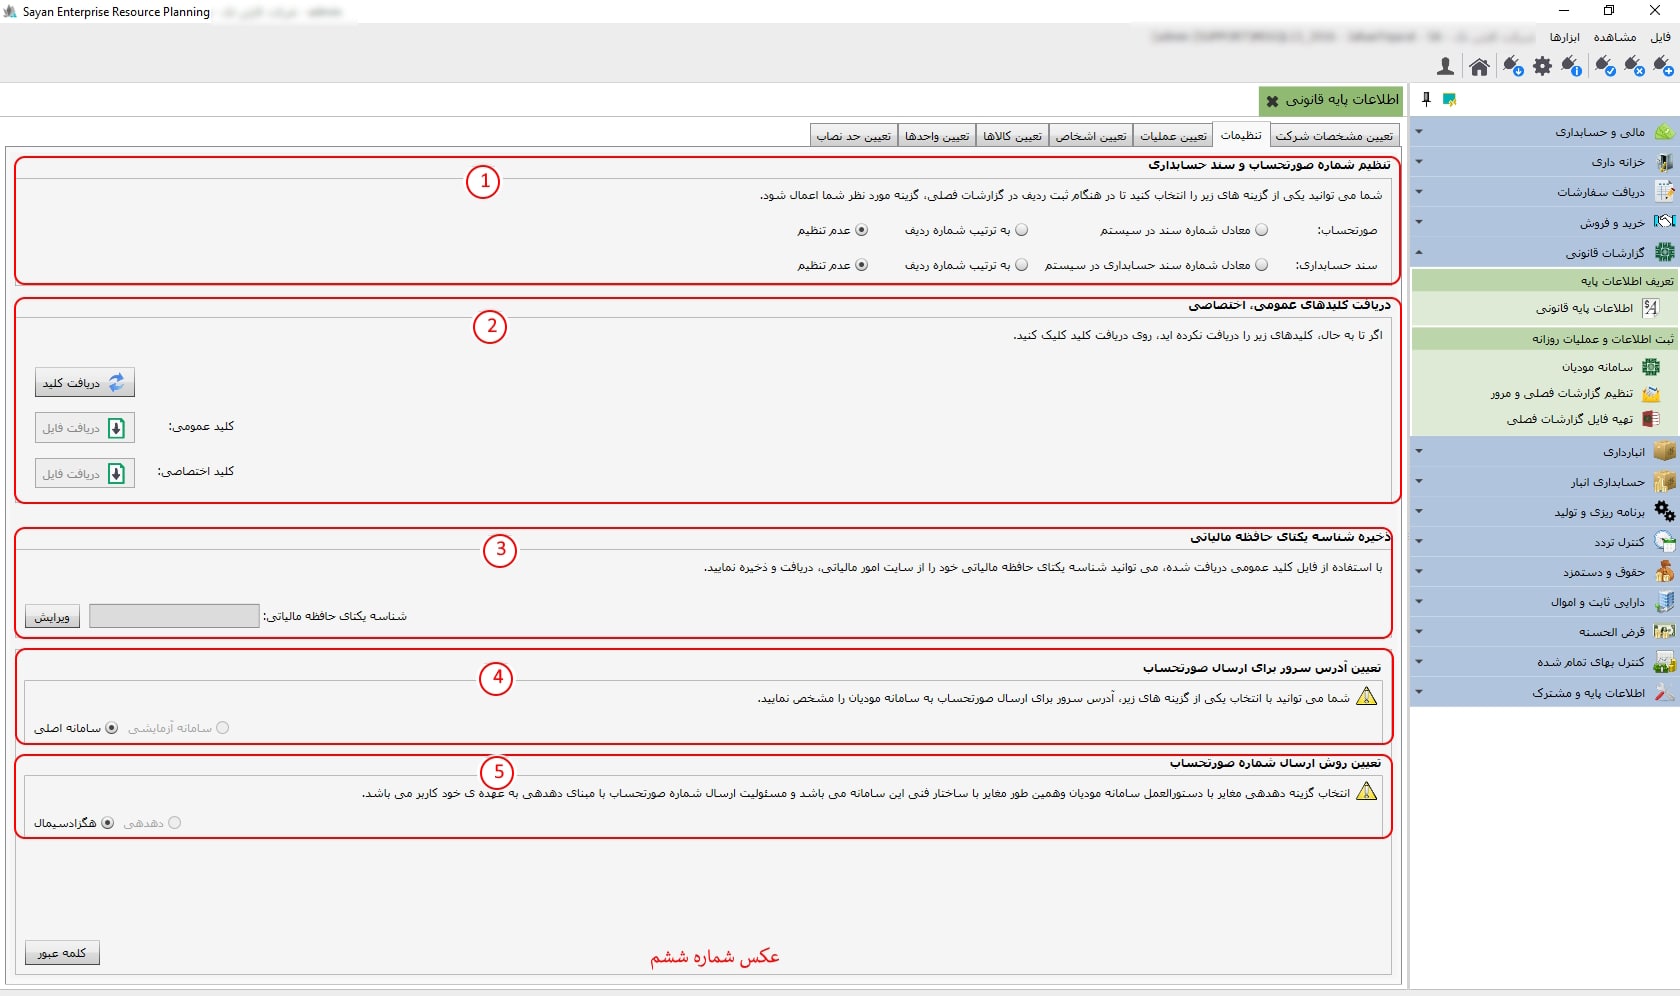 Sayan Enterprise Resource Planning
فایل مشاهده ابزارها
اطلاعات پایه قانونی
تعیین مشخصات شرکت تنظیمات تعیین عملیات تعیین اشخاص تعیین کالاها تعیین واحدها تعیین حد نصاب
تنظیم شماره صورتحساب و سند حسابداری
1
شما می توانید یکی از گزینه های زیر را انتخاب کنید تا در هنگام ثبت ردیف در گزارشات فصلی، گزینه مورد نظر شما اعمال شود.
صورتحساب: معادل شماره سند در سیستم به ترتیب شماره ردیف عدم تنظیم
سند حسابداری: معادل شماره سند حسابداری در سیستم به ترتیب شماره ردیف عدم تنظیم
دریافت کلیدهای عمومی، اختصاصی
2
اگر تا به حال، کلیدهای زیر را دریافت نکرده اید، روی دریافت کلید کلیک کنید.
دریافت کلید
کلید عمومی: دریافت فایل
کلید اختصاصی: دریافت فایل
ذخیره شناسه یکتای حافظه مالیاتی
3
با استفاده از فایل کلید عمومی دریافت شده، می توانید شناسه یکتای حافظه مالیاتی خود را از سایت امور مالیاتی، دریافت و ذخیره نمایید.
شناسه یکتای حافظه مالیاتی: ویرایش
تعیین آدرس سرور برای ارسال صورتحساب
4
شما می توانید با انتخاب یکی از گزینه های زیر، آدرس سرور برای ارسال صورتحساب به سامانه مودیان را مشخص نمایید.
سامانه آزمایشی سامانه اصلی
تعیین روش ارسال شماره صورتحساب
5
انتخاب گزینه دهدهی مغایر با دستورالعمل سامانه مودیان وهمین طور مغایر با ساختار فنی این سامانه می باشد و مسئولیت ارسال شماره صورتحساب با مبنای دهدهی به عهده ی خود کاربر می باشد.
دهدهی هگزادسیمال
کلمه عبور
عکس شماره ششم
مالی و حسابداری
خزانه داری
دریافت سفارشات
خرید و فروش
گزارشات قانونی
تعریف اطلاعات پایه
اطلاعات پایه قانونی
ثبت اطلاعات و عملیات روزانه
سامانه مودیان
تنظیم گزارشات فصلی و مرور
تهیه فایل گزارشات فصلی
انبارداری
حسابداری انبار
برنامه ریزی و تولید
کنترل تردد
حقوق و دستمزد
دارایی ثابت و اموال
قرض الحسنه
کنترل بهای تمام شده
اطلاعات پایه و مشترک